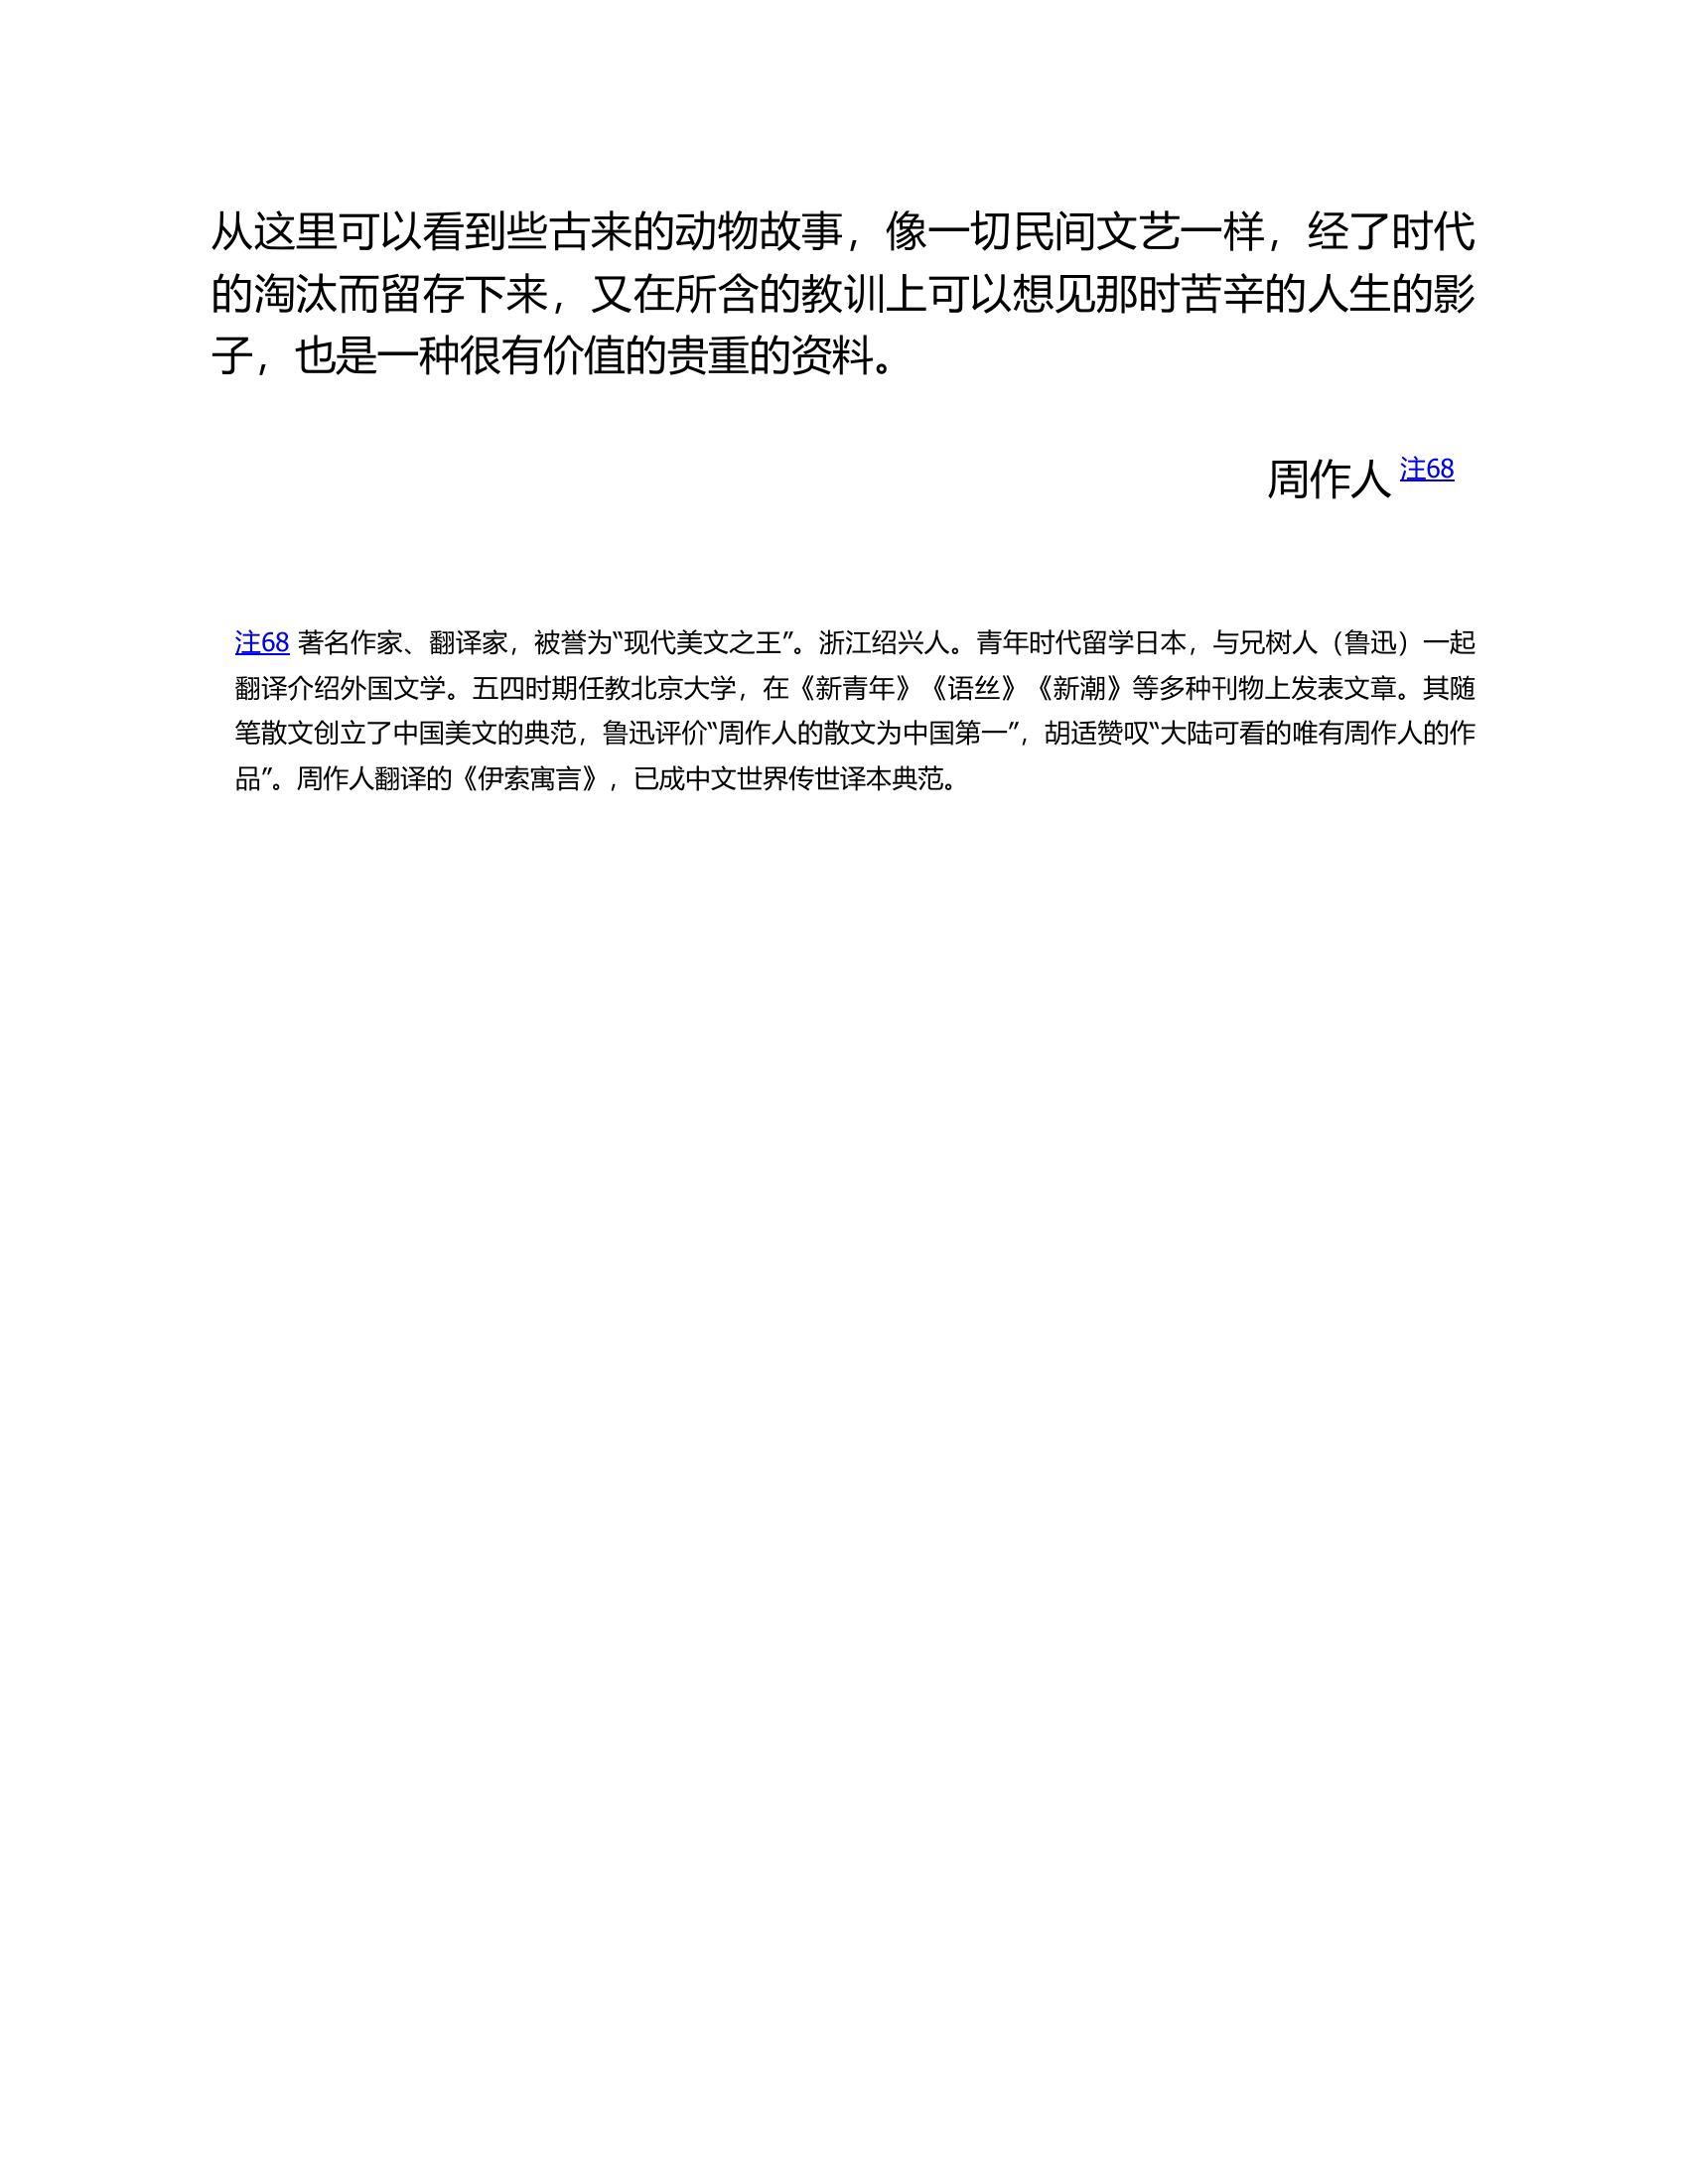 从这里可以看到些古来的动物故事，像一切民间文艺一样，经了时代
的淘汰而留存下来，又在所含的教训上可以想见那时苦辛的人生的影
子，也是一种很有价值的贵重的资料。
周作人 注68
注68 著名作家、翻译家，被誉为“现代美文之王”。浙江绍兴人。青年时代留学日本，与兄树人（鲁迅）一起
翻译介绍外国文学。五四时期任教北京大学，在《新青年》《语丝》《新潮》等多种刊物上发表文章。其随
笔散文创立了中国美文的典范，鲁迅评价“周作人的散文为中国第一”，胡适赞叹“大陆可看的唯有周作人的作
品”。周作人翻译的《伊索寓言》，已成中文世界传世译本典范。